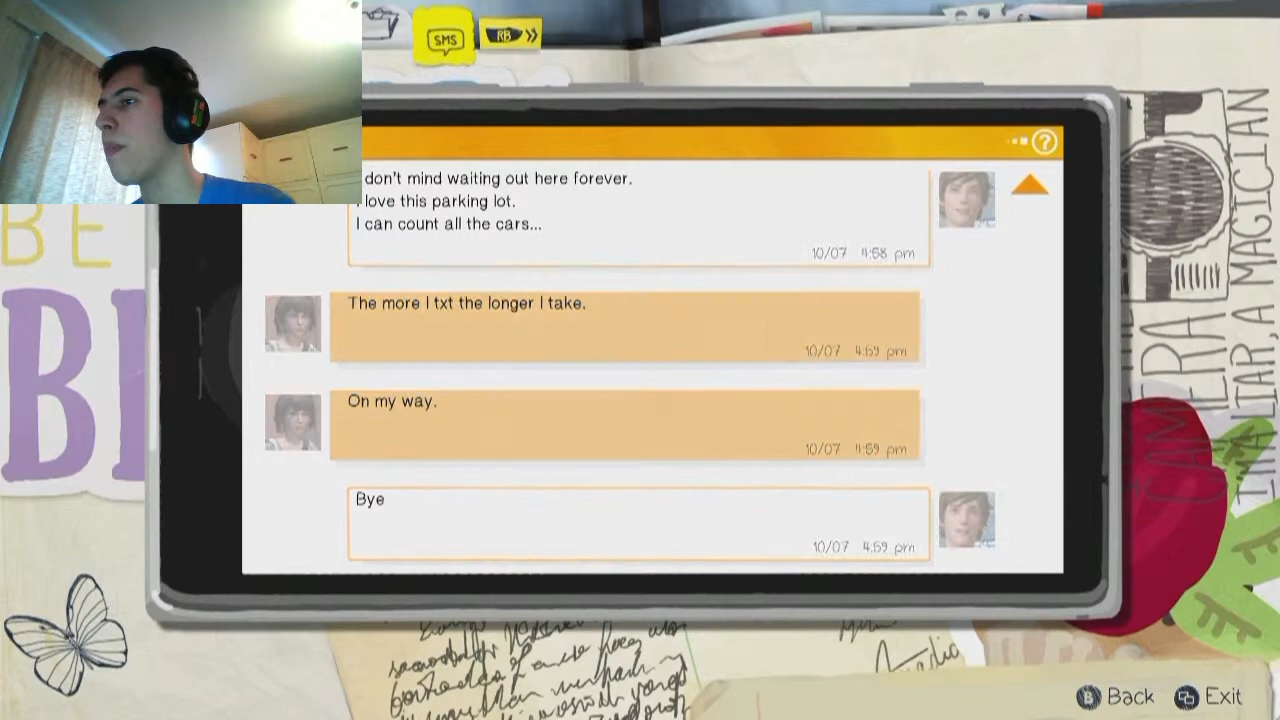 SMS
RB
BE
don't mind waiting out here forever.
I love this parking lot.
I can count all the cars...
10/07 4:58 pm
The more I txt the longer I take.
10/07 4:59 pm
On my way.
10/07 4:59 pm
Bye
10/07 4:59 pm
CAMERA
I'M A LIAR, A MAGICIAN
Back
Exit